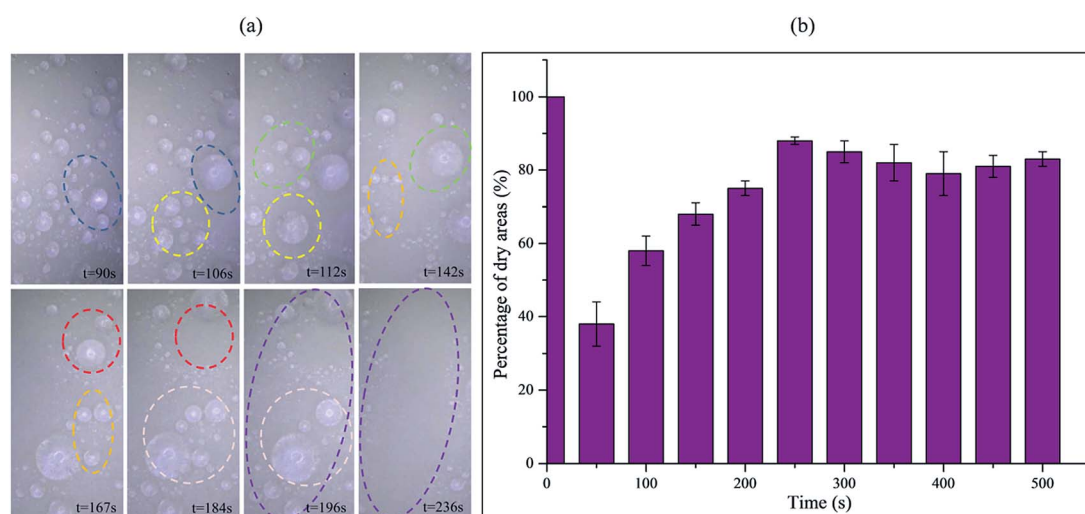 (a)
(b)
t=90s
t=106s
t=112s
t=142s
t=167s
t=184s
t=196s
t=236s
Percentage of dry areas (%)
100
80
60
40
20
0
0
100
200
300
400
500
Time (s)